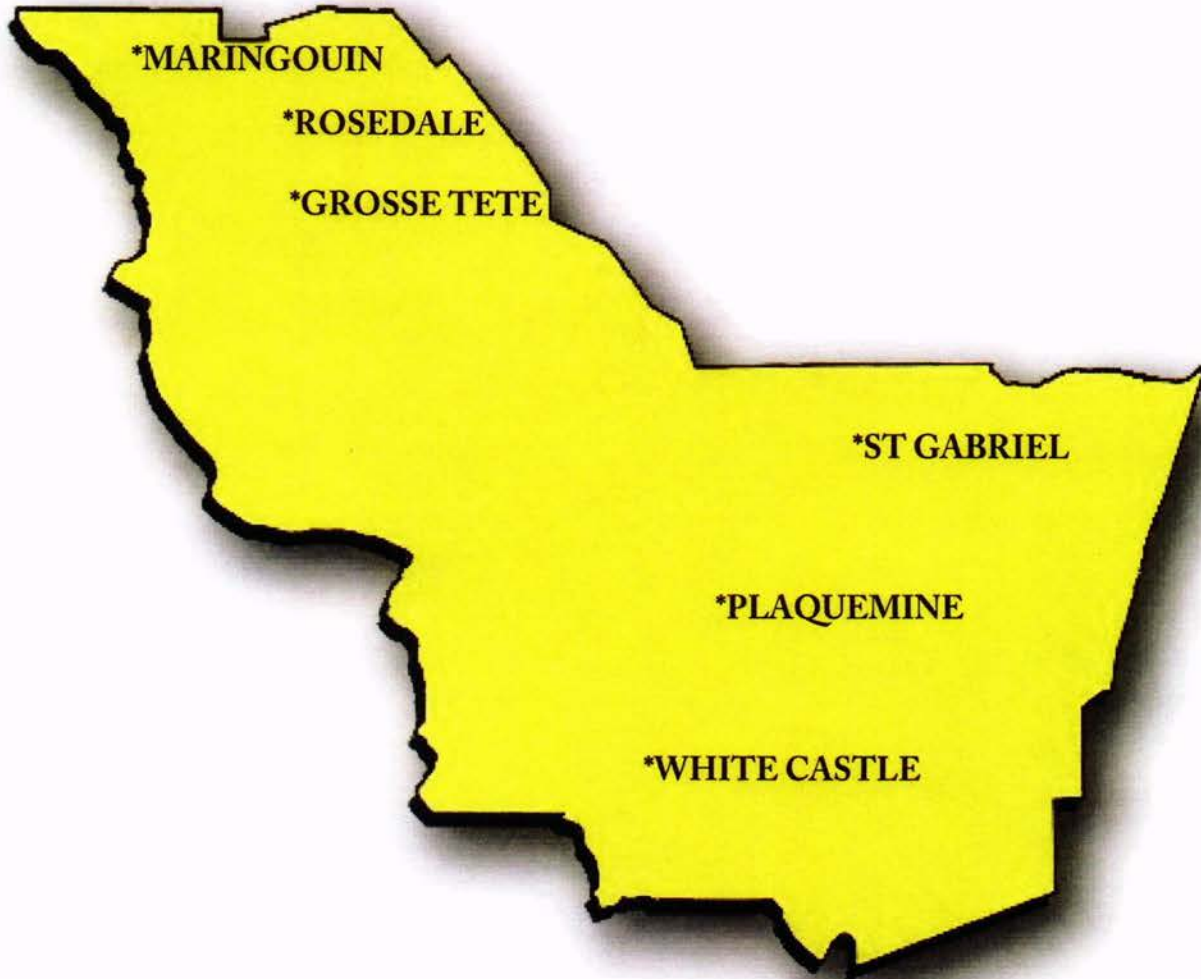 *MARINGOUIN
*ROSEDALE
*GROSSE TETE
*ST GABRIEL
*PLAQUEMINE
*WHITE CASTLE